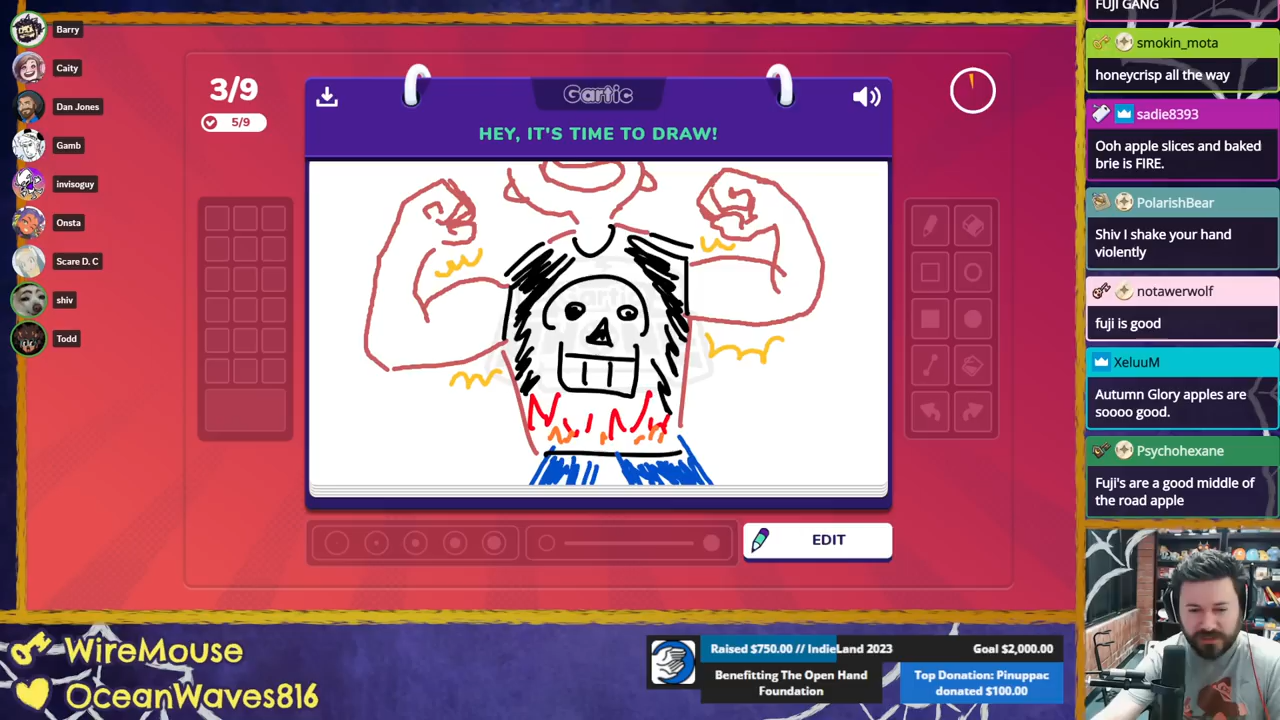 Barry
Caity
Dan Jones
Gamb
invisoguy
Onsta
Scare D. C
shiv
Todd
3/9
5/9
Gartic
HEY, IT'S TIME TO DRAW!
EDIT
FUJI GANG
smokin_mota
honeycrisp all the way
sadie8393
Ooh apple slices and baked
brie is FIRE.
PolarishBear
Shiv I shake your hand
violently
notawerwolf
fuji is good
XeluuM
Autumn Glory apples are
soooo good.
Psychohexane
Fuji's are a good middle of
the road apple
WireMouse
OceanWaves816
Raised $750.00 // IndieLand 2023
Goal $2,000.00
Benefitting The Open Hand
Foundation
Top Donation: Pinuppac
donated $100.00